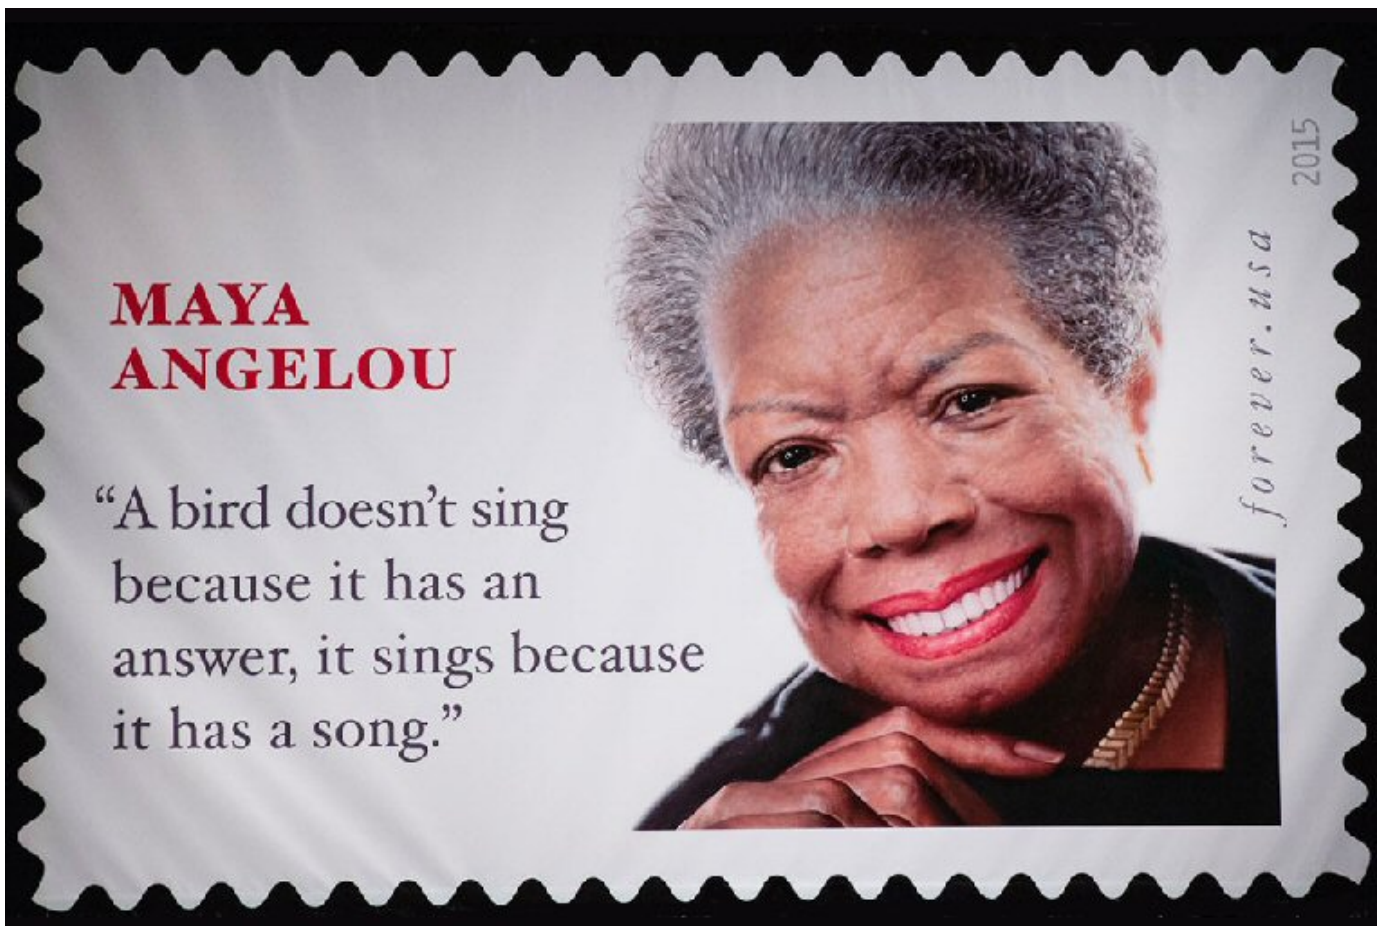 MAYA
ANGELOU
“A bird doesn’t sing
because it has an
answer, it sings because
it has a song.”
forever.usa
2015